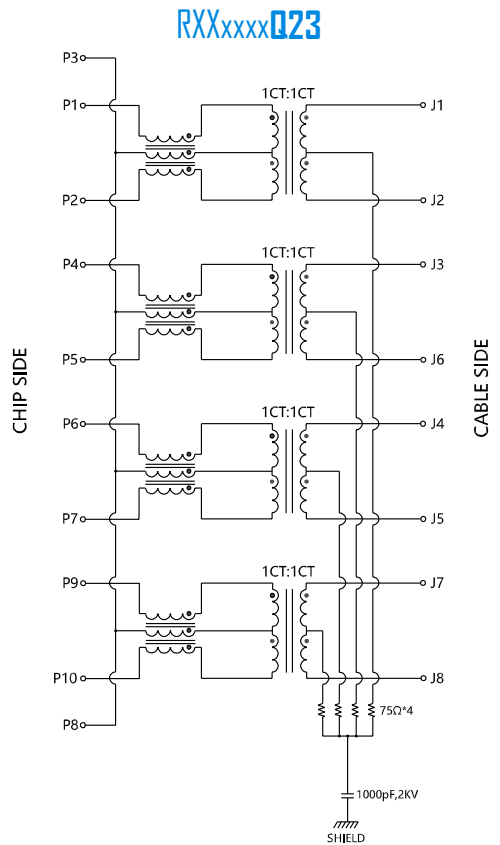 RXXxxxxQ23
P3
1CT:1CT
P1
J1
P2
J2
1CT:1CT
P4
J3
CHIP SIDE
CABLE SIDE
P5
J6
1CT:1CT
P6
J4
P7
J5
1CT:1CT
P9
J7
P10
J8
P8
75Ω*4
1000pF,2KV
SHIELD